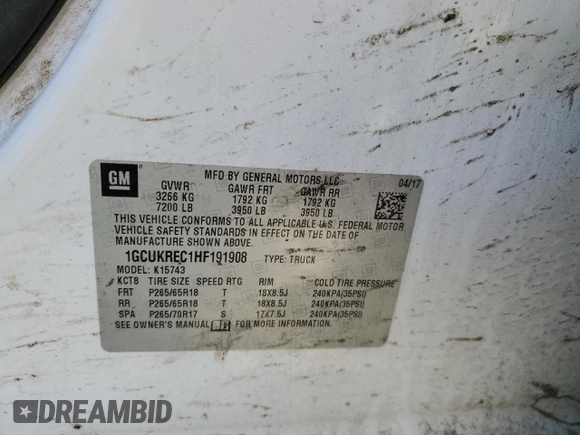 GM
MFD BY GENERAL MOTORS LLC
04/17
GVWR GAWR FRT GAWR RR
3266 KG 1792 KG 1792 KG
7200 LB 3950 LB 3950 LB
THIS VEHICLE CONFORMS TO ALL APPLICABLE U.S. FEDERAL MOTOR
VEHICLE SAFETY STANDARDS IN EFFECT ON THE DATE OF
MANUFACTURE SHOWN ABOVE.
1GCUKREC1HF191908 TYPE: TRUCK
MODEL: K15743
KCT8 TIRE SIZE SPEED RTG RIM COLD TIRE PRESSURE
FRT P265/65R18 T 18X8.5J 240KPA(35PSI)
RR P265/65R18 T 18X8.5J 240KPA(35PSI)
SPA P265/70R17 T 17X7.5J 240KPA(35PSI)
SEE OWNER'S MANUAL FOR MORE INFORMATION.
DREAMBID